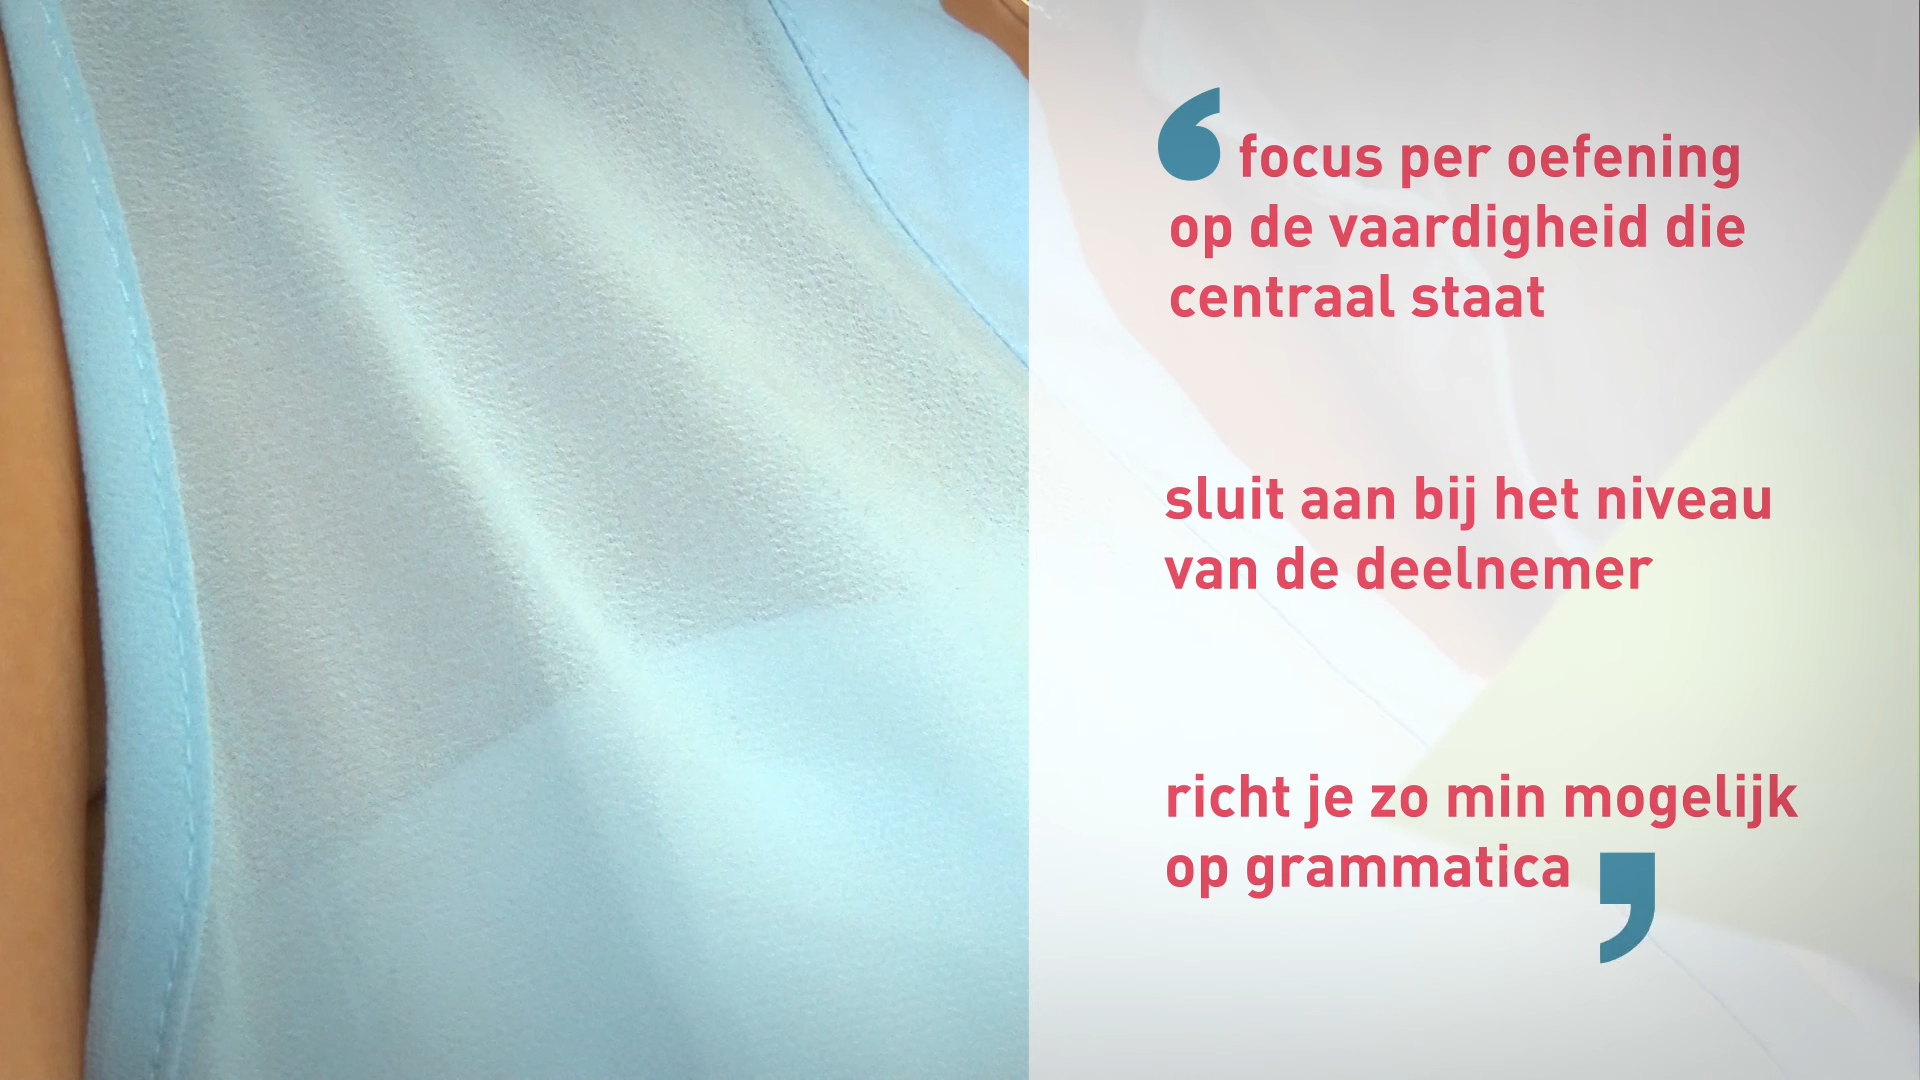 ‘focus per oefening
op de vaardigheid die
centraal staat
sluit aan bij het niveau
van de deelnemer
richt je zo min mogelijk
op grammatica’